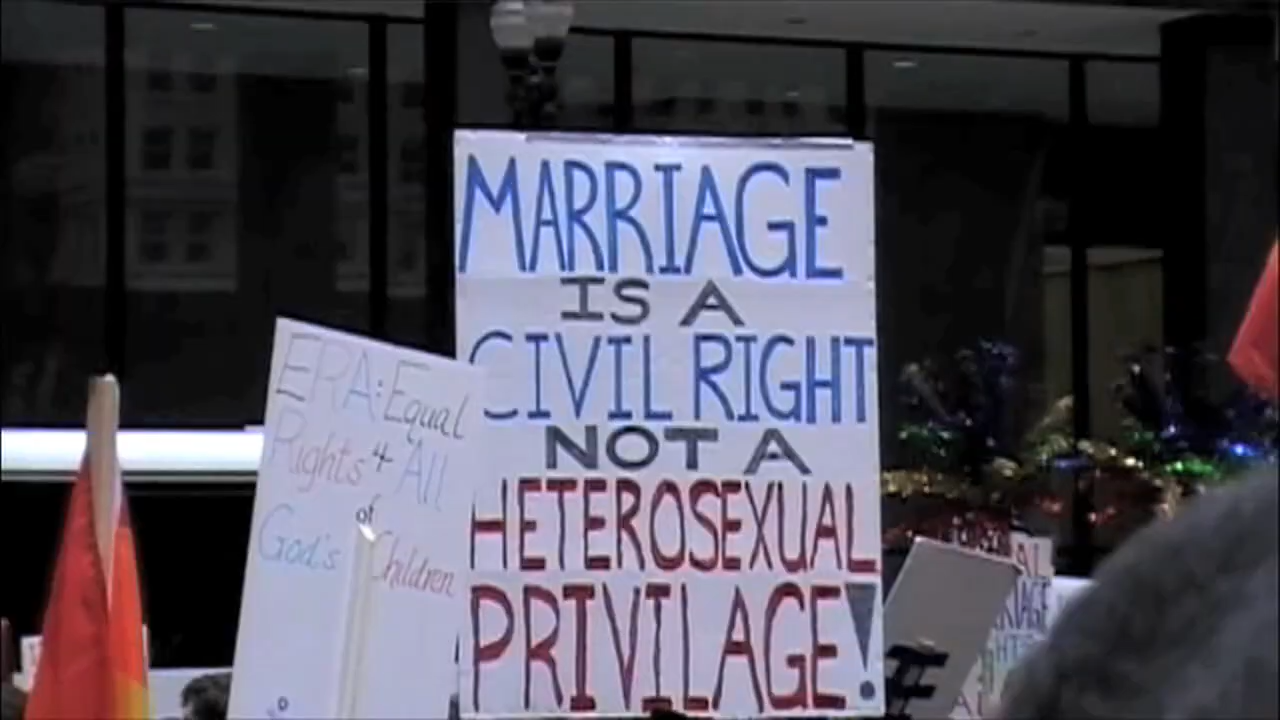 MARRIAGE
IS A
CIVIL RIGHT
NOT A
HETEROSEXUAL
PRIVILAGE!
ERA: Equal
Rights 4 All
of
God's Children